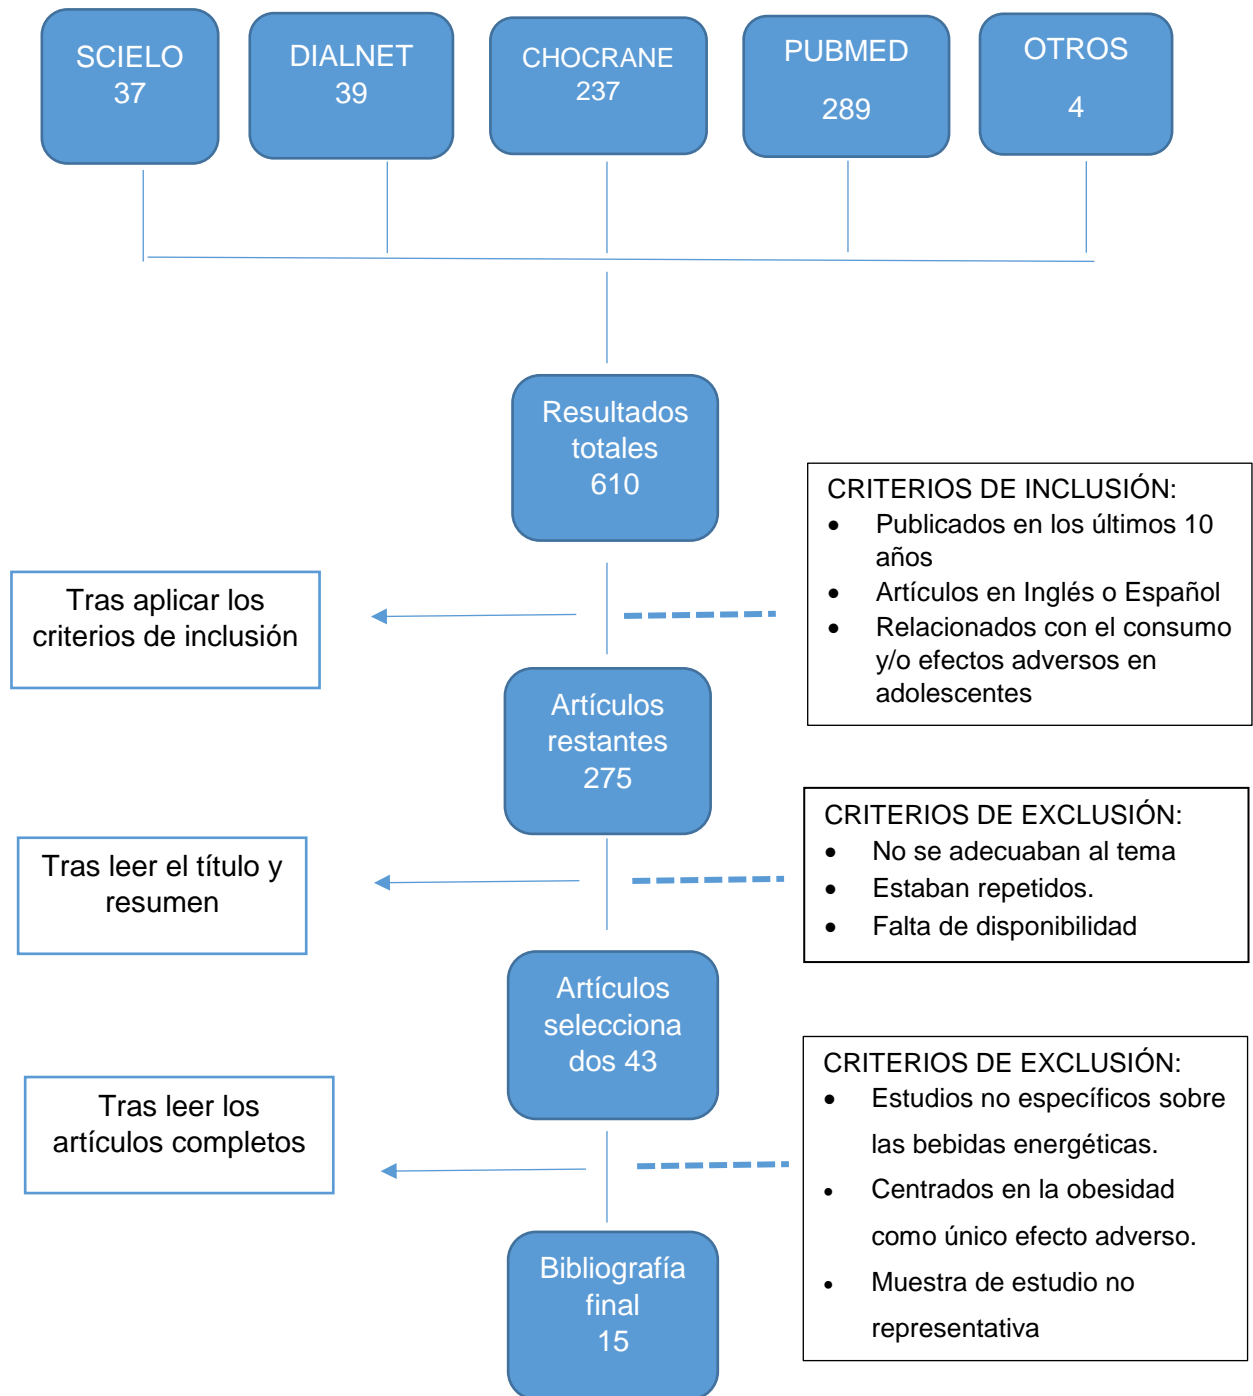 SCIELO
37
DIALNET
39
CHOCRANE
237
PUBMED
289
OTROS
4
Resultados
totales
610
CRITERIOS DE INCLUSIÓN:
• Publicados en los últimos 10
años
• Artículos en Inglés o Español
• Relacionados con el consumo
y/o efectos adversos en
adolescentes
Tras aplicar los
criterios de inclusión
Artículos
restantes
275
CRITERIOS DE EXCLUSIÓN:
• No se adecuaban al tema
• Estaban repetidos.
• Falta de disponibilidad
Tras leer el título y
resumen
Artículos
selecciona
dos 43
CRITERIOS DE EXCLUSIÓN:
• Estudios no específicos sobre
las bebidas energéticas.
• Centrados en la obesidad
como único efecto adverso.
• Muestra de estudio no
representativa
Tras leer los
artículos completos
Bibliografía
final
15